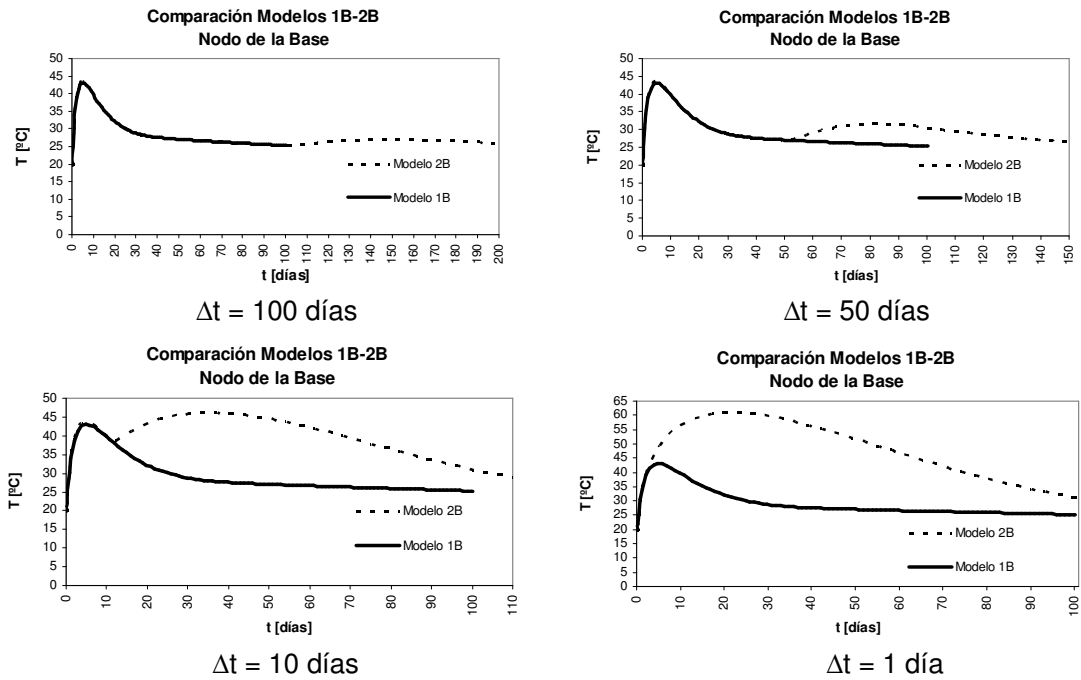 Comparación Modelos 1B-2B
Nodo de la Base
T [ºC]
50
45
40
35
30
25
20
15
10
5
0
0 10 20 30 40 50 60 70 80 90 100 110 120 130 140 150 160 170 180 190 200
t [días]
Modelo 2B
Modelo 1B
Δt = 100 días
Comparación Modelos 1B-2B
Nodo de la Base
T [ºC]
50
45
40
35
30
25
20
15
10
5
0
0 10 20 30 40 50 60 70 80 90 100 110 120 130 140 150
t [días]
Modelo 2B
Modelo 1B
Δt = 50 días
Comparación Modelos 1B-2B
Nodo de la Base
T [ºC]
50
45
40
35
30
25
20
15
10
5
0
0 10 20 30 40 50 60 70 80 90 100 110
t [días]
Modelo 2B
Modelo 1B
Δt = 10 días
Comparación Modelos 1B-2B
Nodo de la Base
T [ºC]
65
60
55
50
45
40
35
30
25
20
15
10
5
0
0 10 20 30 40 50 60 70 80 90 100
t [días]
Modelo 2B
Modelo 1B
Δt = 1 día